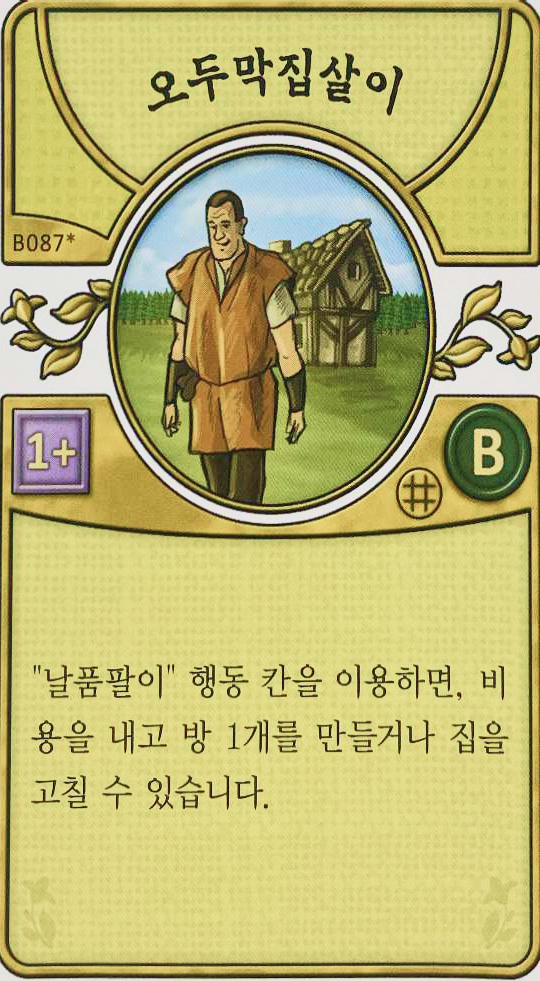 오두막집살이
B087*
1+
B
"날품팔이" 행동 칸을 이용하면, 비
용을 내고 방 1개를 만들거나 집을
고칠 수 있습니다.